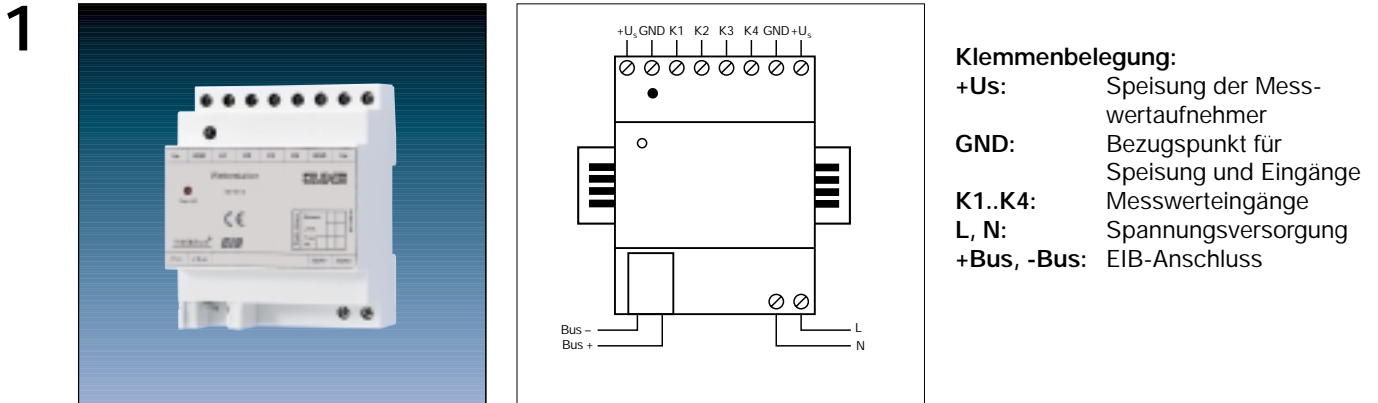 1
+Us GND K1 K2 K3 K4 GND +Us
Bus –
Bus +
L
N
Klemmenbelegung:
+Us: Speisung der Mess-
wertaufnehmer
GND: Bezugspunkt für
Speisung und Eingänge
K1..K4: Messwerteingänge
L, N: Spannungsversorgung
+Bus, -Bus: EIB-Anschluss